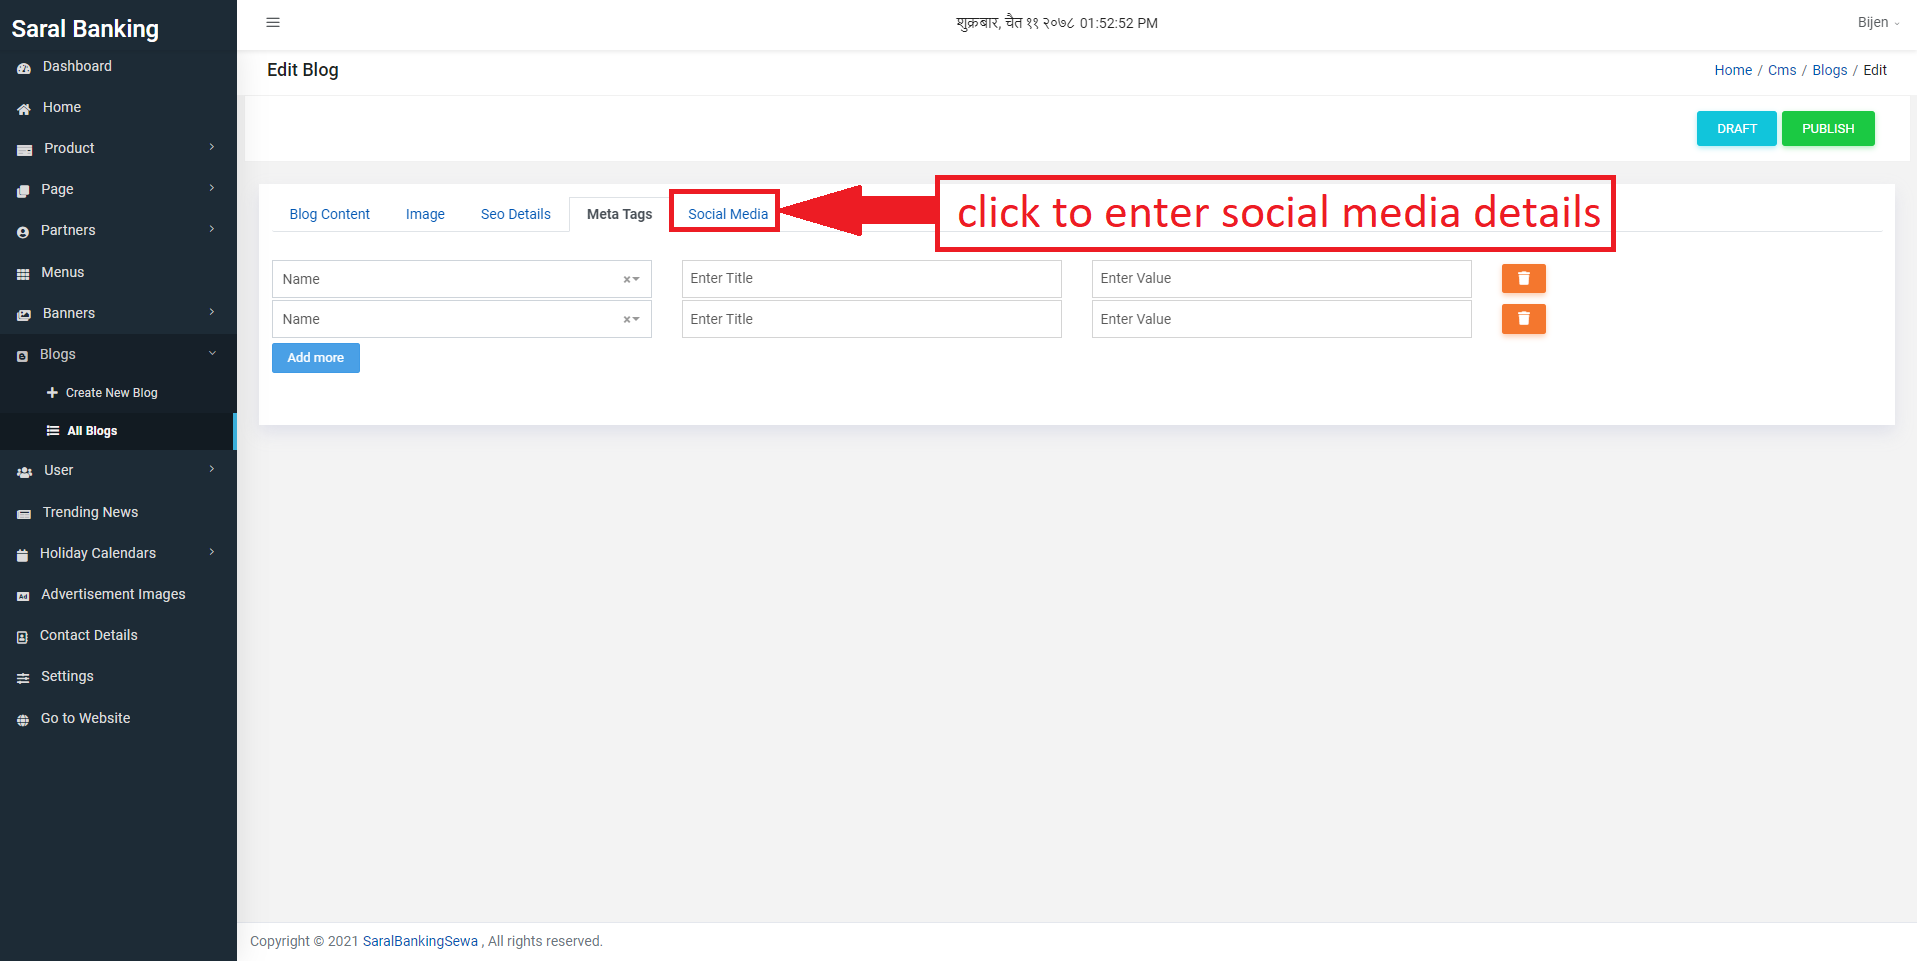 Saral Banking
शुक्रबार, चैत ११ २०७८ 01:52:52 PM
Bijen
Dashboard
Home
Product
Page
Partners
Menus
Banners
Blogs
Create New Blog
All Blogs
User
Trending News
Holiday Calendars
Advertisement Images
Contact Details
Settings
Go to Website
Edit Blog
Home / Cms / Blogs / Edit
DRAFT
PUBLISH
Blog Content
Image
Seo Details
Meta Tags
Social Media
click to enter social media details
Name
Enter Title
Enter Value
Name
Enter Title
Enter Value
Add more
Copyright © 2021 SaralBankingSewa , All rights reserved.